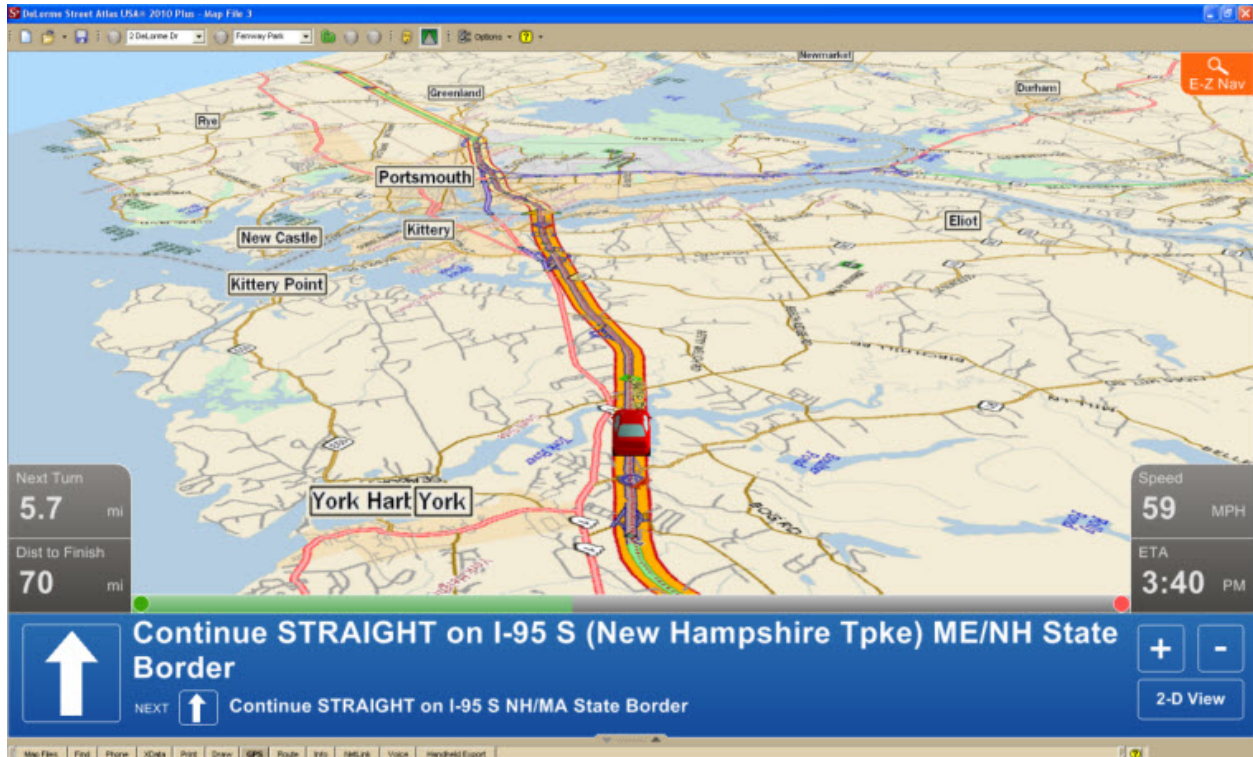 DeLorme Street Atlas USA® 2010 Plus - Map File 3
2 DeLorme Dr
Fenway Park
Options
E-Z Nav
Newmarket
Greenland
Durham
Rye
Portsmouth
Eliot
New Castle
Kittery
Kittery Point
York Harb York
BOG RD
Next Turn
5.7 mi
Dist to Finish
70 mi
Speed
59 MPH
ETA
3:40 PM
Continue STRAIGHT on I-95 S (New Hampshire Tpke) ME/NH State
Border
NEXT Continue STRAIGHT on I-95 S NH/MA State Border
+ -
2-D View
Map Files Find Phone XData Print Draw GPS Route Info NetLink Voice Handheld Export